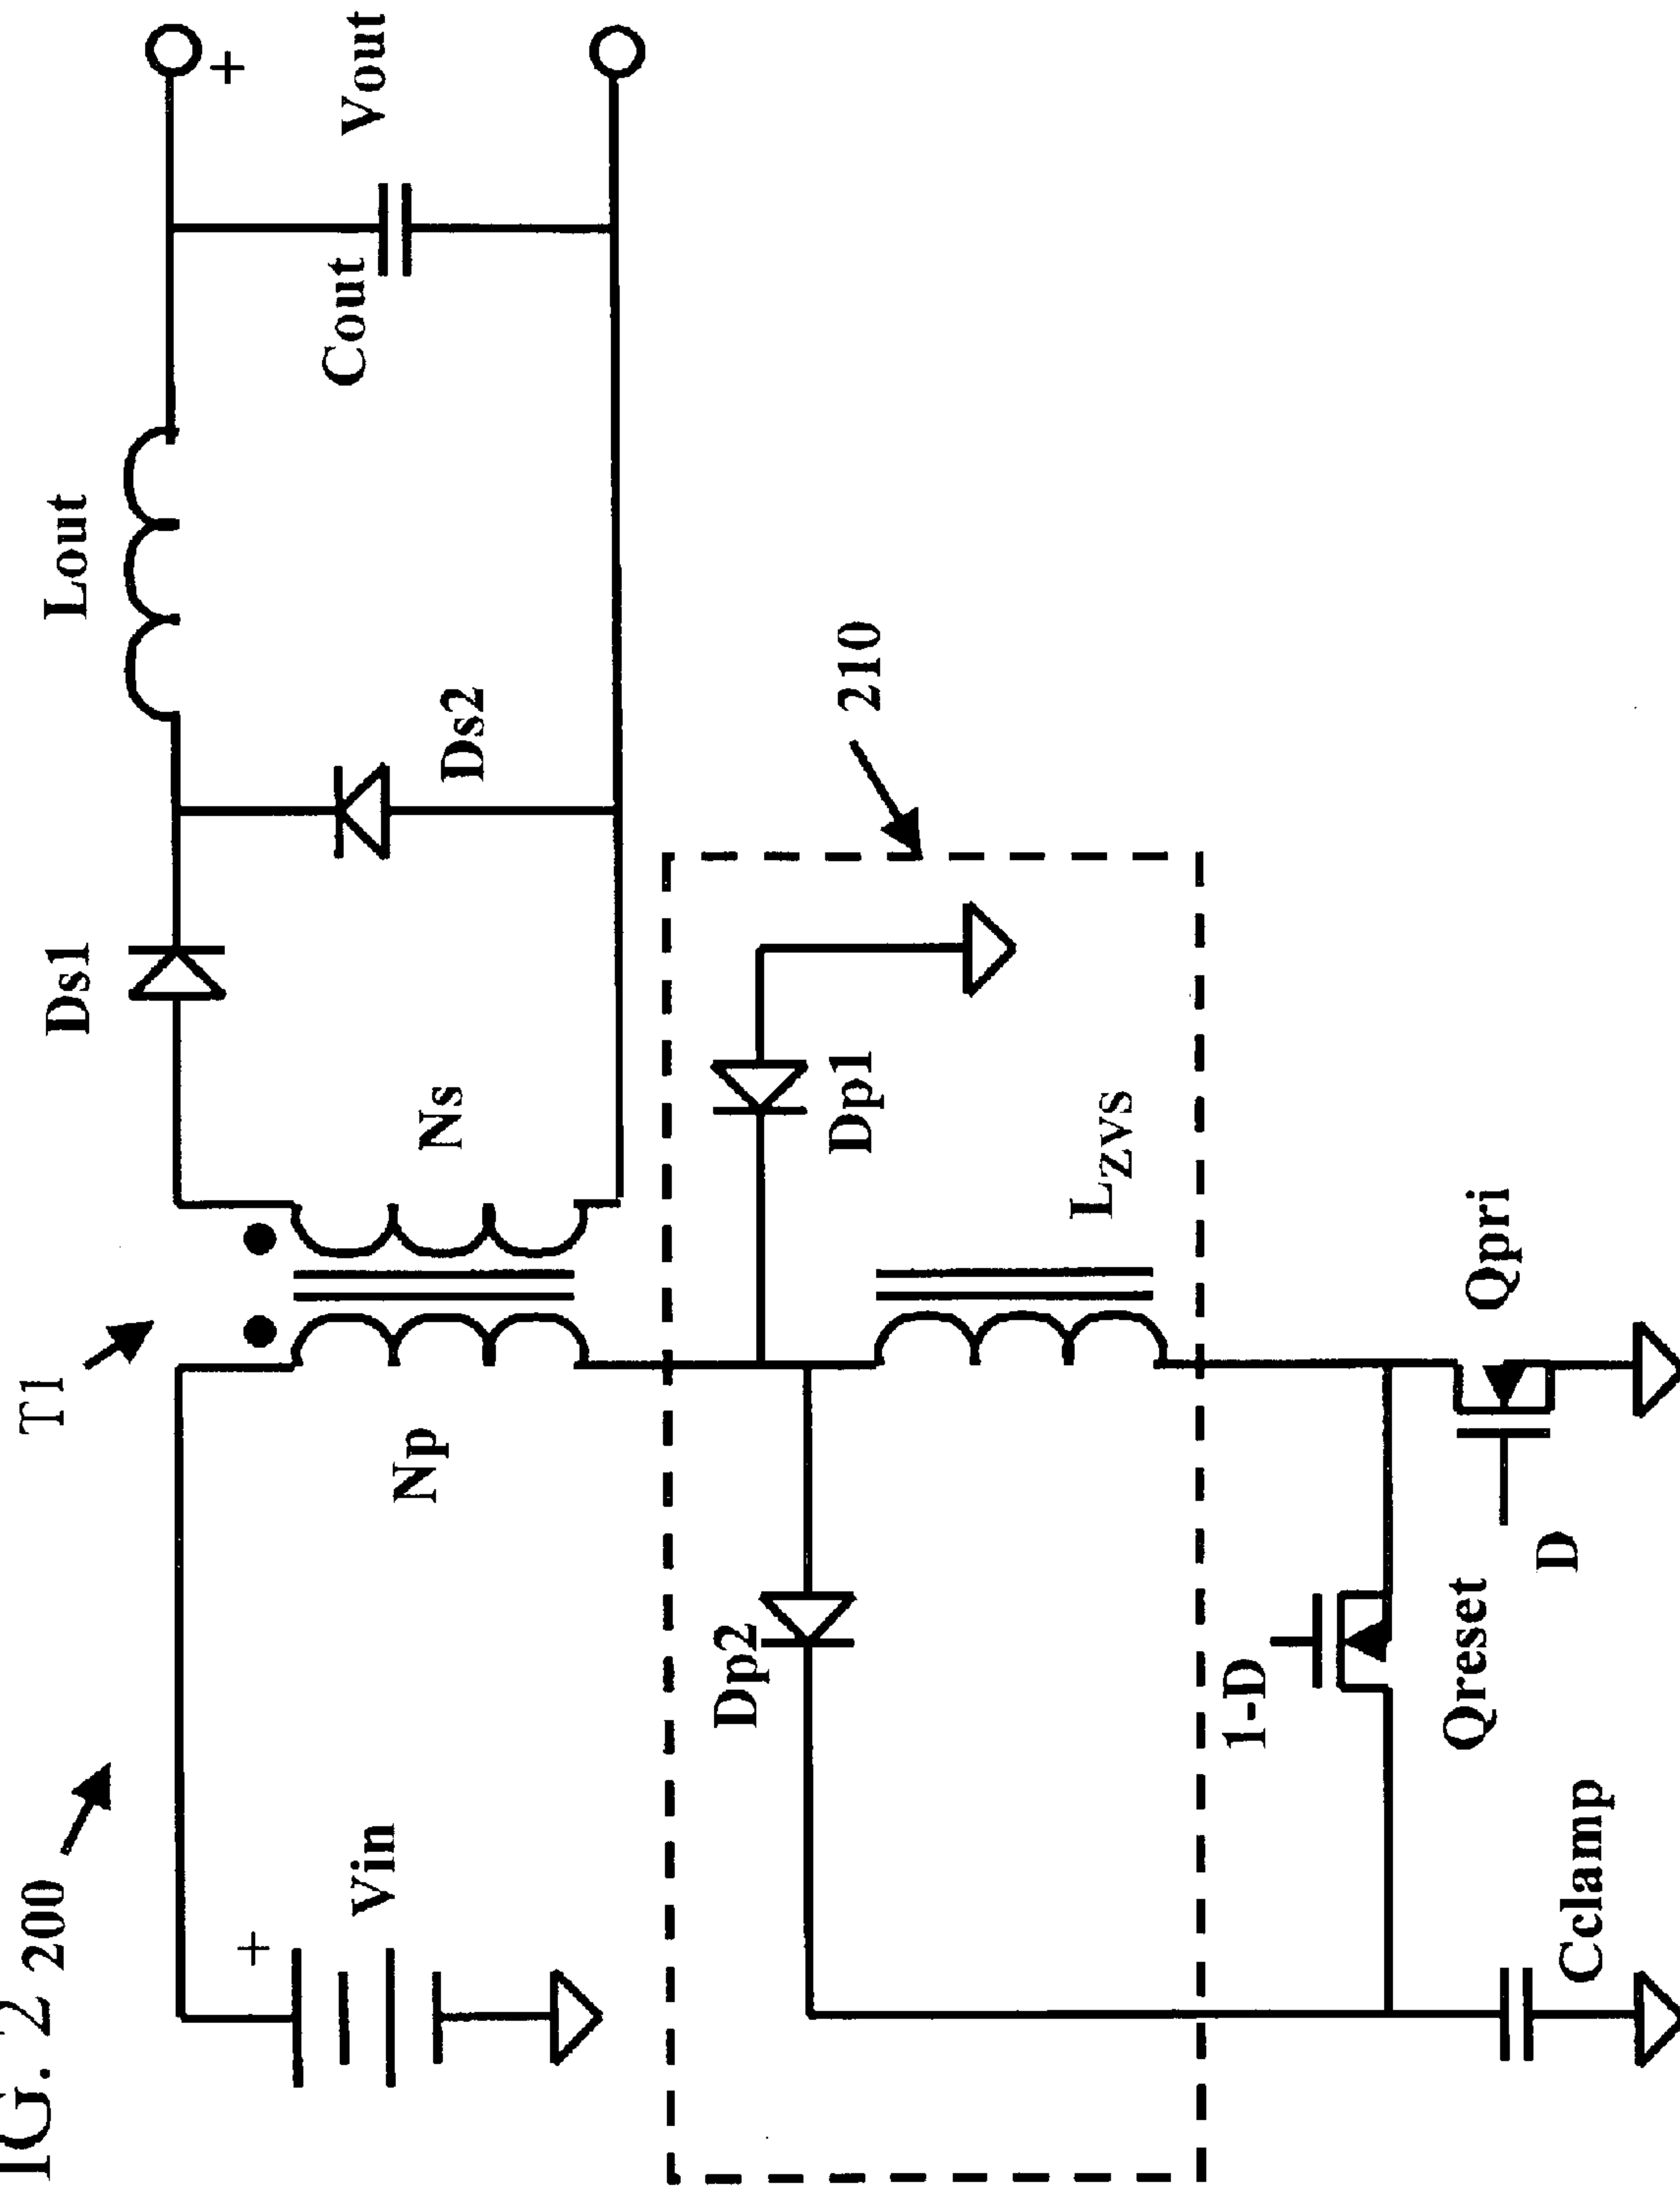 IG. 2
200
T1
Ds1
Lout
+
Vin
Np
Ns
Ds2
Cout
+
Vout
210
Dp2
Dp1
LZVS
1-D
Qreset
Qpri
D
Cclamp